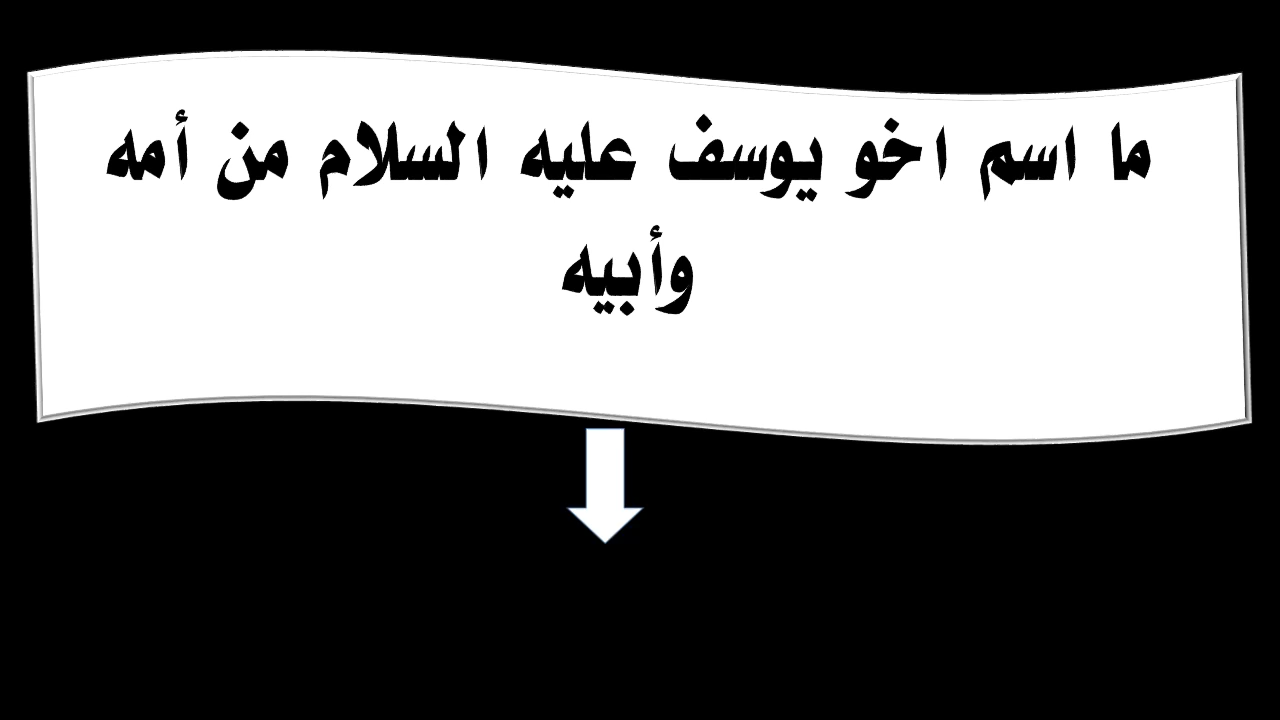 ما اسم اخو يوسف عليه السلام من أمه
وأبيه